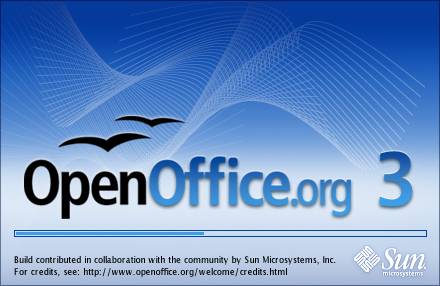 OpenOffice.org 3
Build contributed in collaboration with the community by Sun Microsystems, Inc.
For credits, see: http://www.openoffice.org/welcome/credits.html
Sun
microsystems